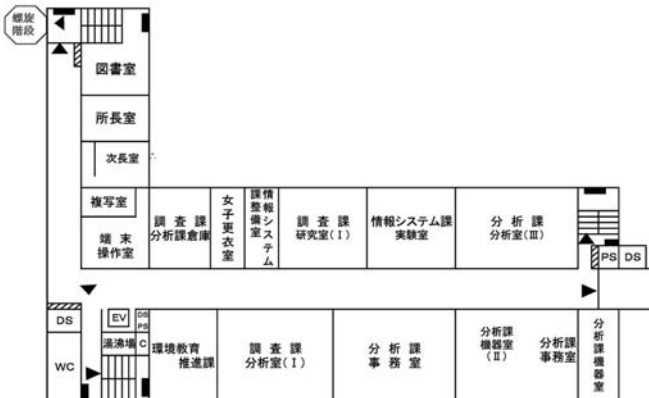 螺旋
階段
図書室
所長室
次長室
複写室
端末
操作室
調査課
分析課倉庫
女子更衣室
情報システム
課整備室
調査課
研究室(Ⅰ)
情報システム課
実験室
分析課
分析室(Ⅲ)
PS
DS
DS
WC
EV
DS
PS
湯沸場
C
環境教育
推進課
調査課
分析室(Ⅰ)
分析課
事務室
分析課
機器室
(Ⅱ)
分析課
事務室
分析課機器室